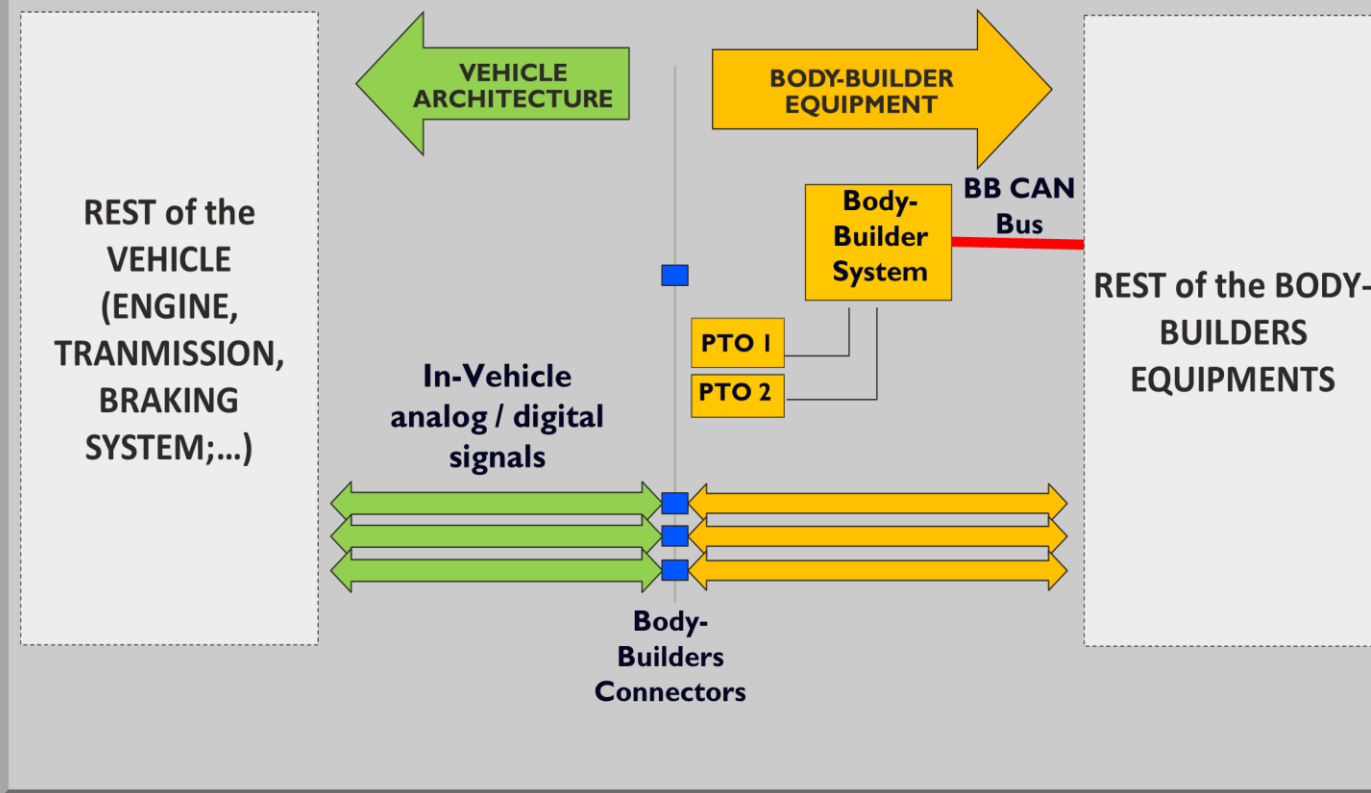 VEHICLE
ARCHITECTURE
BODY-BUILDER
EQUIPMENT
REST of the
VEHICLE
(ENGINE,
TRANMISSION,
BRAKING
SYSTEM;...)
Body-
Builder
System
BB CAN
Bus
REST of the BODY-
BUILDERS
EQUIPMENTS
PTO 1
PTO 2
In-Vehicle
analog / digital
signals
Body-
Builders
Connectors